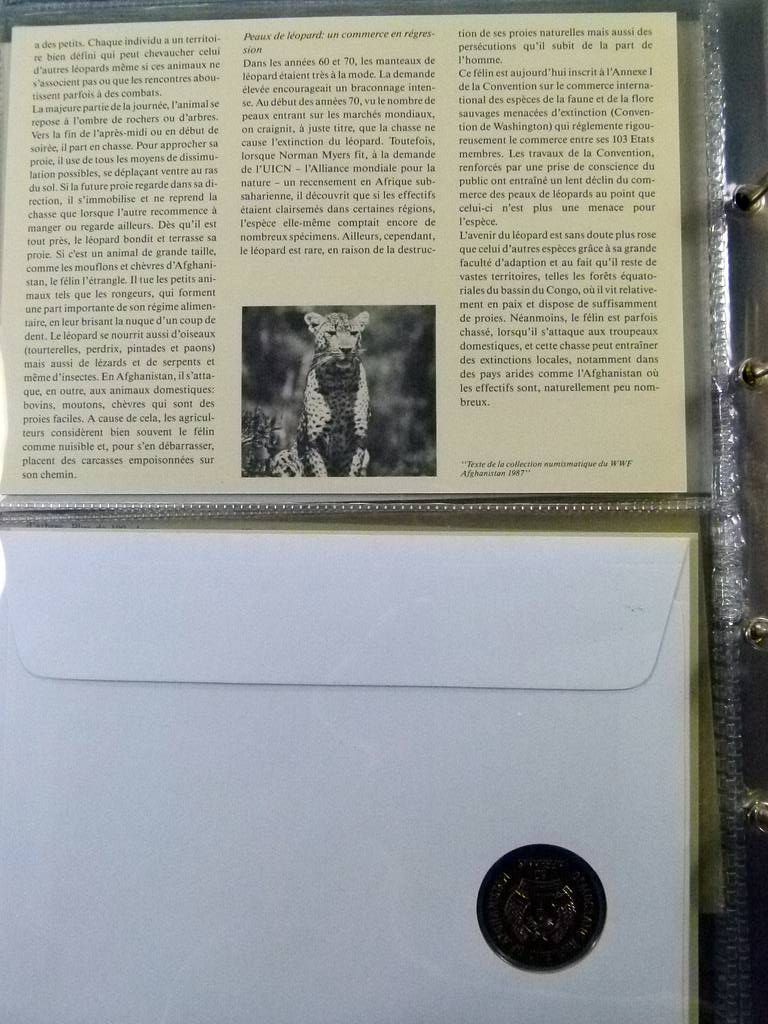 a des petits. Chaque individu a un territoi-
re bien défini qui peut chevaucher celui
d'autres léopards même si ces animaux ne
s'associent pas ou que les rencontres abou-
tissent parfois à des combats.
La majeure partie de la journée, l'animal se
repose à l'ombre de rochers ou d'arbres.
Vers la fin de l'après-midi ou en début de
soirée, il part en chasse. Pour approcher sa
proie, il use de tous les moyens de dissimu-
lation possibles, se déplaçant ventre au ras
du sol. Si la future proie regarde dans sa di-
rection, il s'immobilise et ne reprend la
chasse que lorsque l'autre recommence à
manger ou regarde ailleurs. Dès qu'il est
tout près, le léopard bondit et terrasse sa
proie. Si c'est un animal de grande taille,
comme les mouflons et chèvres d'Afghani-
stan, le félin l'étrangle. Il tue les petits ani-
maux tels que les rongeurs, qui forment
une part importante de son régime alimen-
taire, en leur brisant la nuque d'un coup de
dent. Le léopard se nourrit aussi d'oiseaux
(tourterelles, perdrix, pintades et paons)
mais aussi de lézards et de serpents et
même d'insectes. En Afghanistan, il s'atta-
que, en outre, aux animaux domestiques:
bovins, moutons, chèvres qui sont des
proies faciles. A cause de cela, les agricul-
teurs considèrent bien souvent le félin
comme nuisible et, pour s'en débarrasser,
placent des carcasses empoisonnées sur
son chemin.
Peaux de léopard: un commerce en régres-
sion
Dans les années 60 et 70, les manteaux de
léopard étaient très à la mode. La demande
élevée encourageait un braconnage inten-
se. Au début des années 70, vu le nombre de
peaux entrant sur les marchés mondiaux,
on craignit, à juste titre, que la chasse ne
cause l'extinction du léopard. Toutefois,
lorsque Norman Myers fit, à la demande
de l'UICN – l'Alliance mondiale pour la
nature – un recensement en Afrique sub-
saharienne, il découvrit que si les effectifs
étaient clairsemés dans certaines régions,
l'espèce elle-même comptait encore de
nombreux spécimens. Ailleurs, cependant,
le léopard est rare, en raison de la destruc-
tion de ses proies naturelles mais aussi des
persécutions qu'il subit de la part de
l'homme.
Ce félin est aujourd'hui inscrit à l'Annexe I
de la Convention sur le commerce interna-
tional des espèces de la faune et de la flore
sauvages menacées d'extinction (Conven-
tion de Washington) qui réglemente rigou-
reusement le commerce entre ses 103 Etats
membres. Les travaux de la Convention,
renforcés par une prise de conscience du
public ont entraîné un lent déclin du com-
merce des peaux de léopards au point que
celui-ci n'est plus une menace pour
l'espèce.
L'avenir du léopard est sans doute plus rose
que celui d'autres espèces grâce à sa grande
faculté d'adaption et au fait qu'il reste de
vastes territoires, telles les forêts équato-
riales du bassin du Congo, où il vit relative-
ment en paix et dispose de suffisamment
de proies. Néanmoins, le félin est parfois
chassé, lorsqu'il s'attaque aux troupeaux
domestiques, et cette chasse peut entraîner
des extinctions locales, notamment dans
des pays arides comme l'Afghanistan où
les effectifs sont, naturellement peu nom-
breux.
"Texte de la collection numismatique du WWF
Afghanistan 1987"